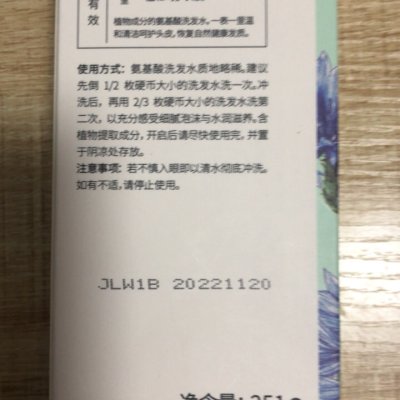 有
效
植物成分的氨基酸洗发水。一表一里温
和清洁呵护头皮,恢复自然健康发质。
使用方式：氨基酸洗发水质地略稀。建议
先倒 1/2 枚硬币大小的洗发水洗一次。冲
洗后，再用 2/3 枚硬币大小的洗发水洗第
二次，以充分感受细腻泡沫与水润滋养。含
植物提取成分，开启后请尽快使用完，并置
于阴凉处存放。
注意事项：若不慎入眼即以清水彻底冲洗。
如有不适,请停止使用。
JLW1B 20221120
净含量: